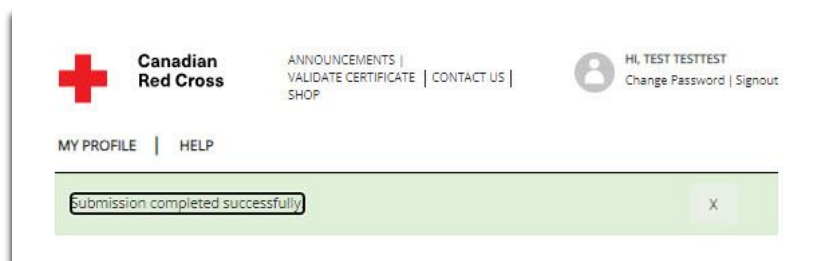 Canadian
Red Cross
ANNOUNCEMENTS |
VALIDATE CERTIFICATE | CONTACT US |
SHOP
HI, TEST TESTTEST
Change Password | Signout
MY PROFILE | HELP
Submission completed successfully.
X